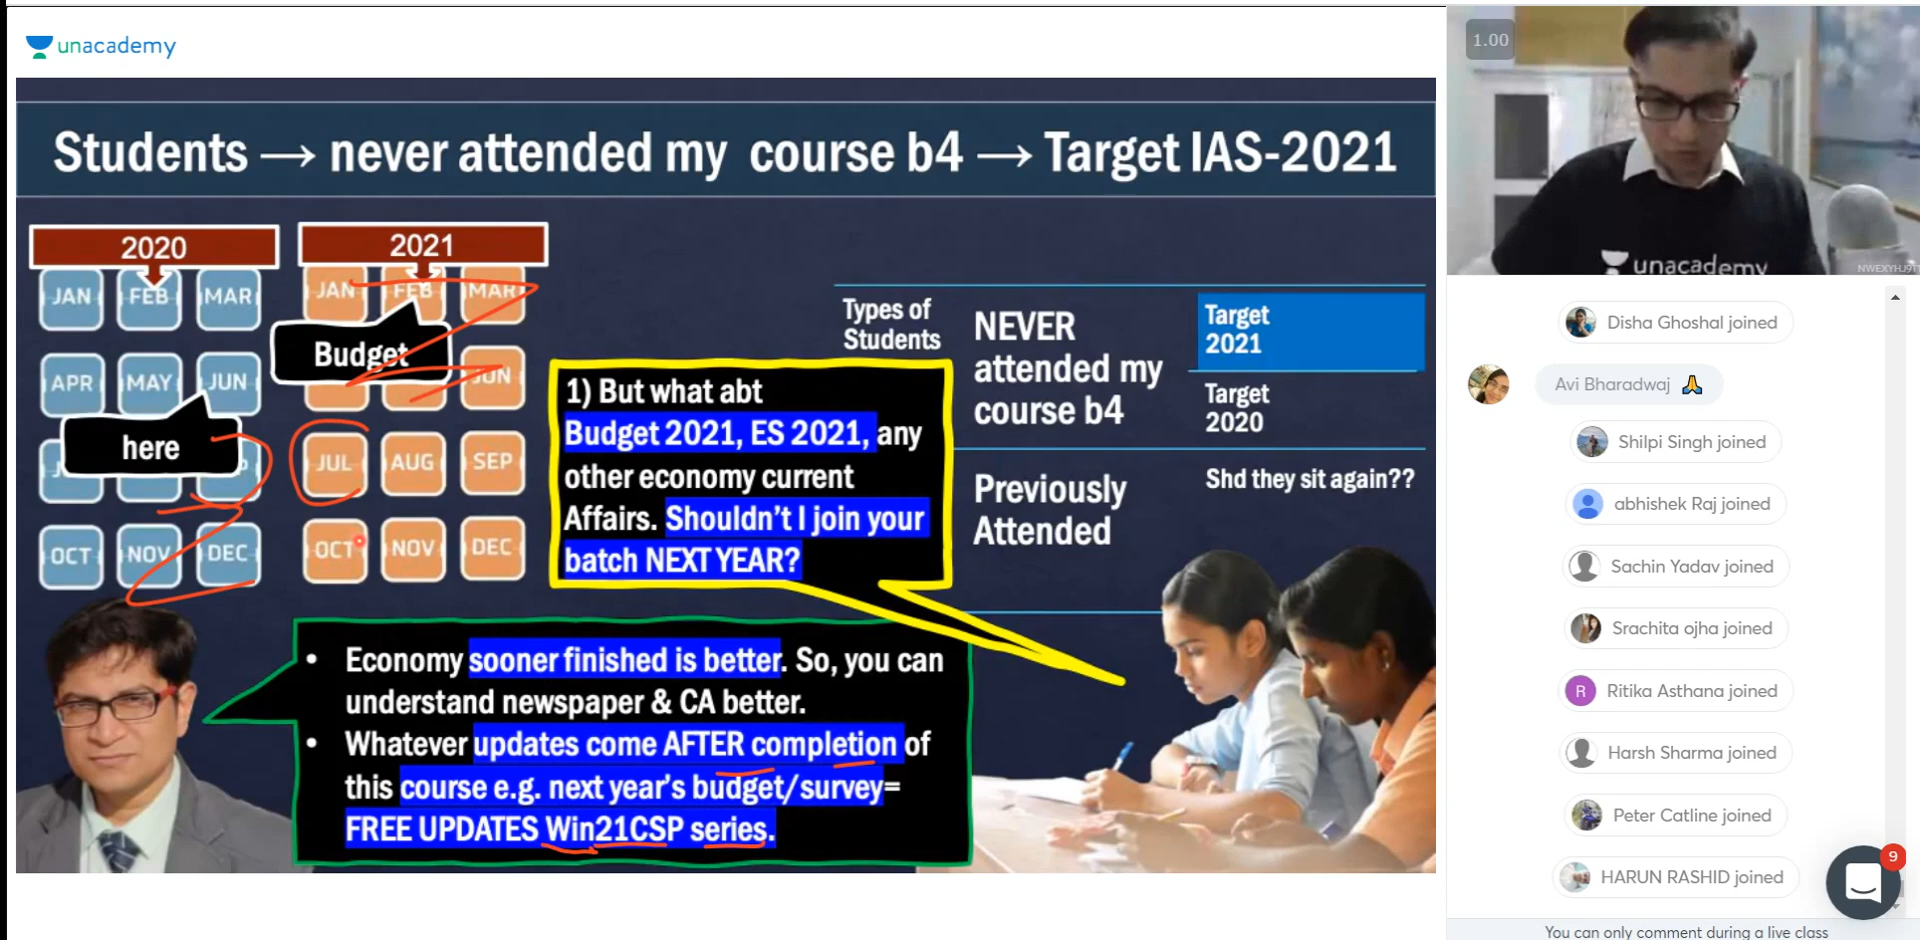 unacademy
Students → never attended my course b4 → Target IAS-2021
2020
JAN FEB MAR
APR MAY JUN
here
OCT NOV DEC
2021
JAN FEB MAR
Budget
JUN
JUL AUG SEP
OCT NOV DEC
1) But what abt
Budget 2021, ES 2021, any
other economy current
Affairs. Shouldn't I join your
batch NEXT YEAR?
Types of
Students
NEVER
attended my
course b4
Target
2021
Target
2020
Previously
Attended
Shd they sit again??
• Economy sooner finished is better. So, you can
understand newspaper & CA better.
• Whatever updates come AFTER completion of
this course e.g. next year's budget/survey=
FREE UPDATES Win21CSP series.
1.00
unacademy
Disha Ghoshal joined
Avi Bharadwaj 🙏
Shilpi Singh joined
abhishek Raj joined
Sachin Yadav joined
Srachita ojha joined
R Ritika Asthana joined
Harsh Sharma joined
Peter Catline joined
HARUN RASHID joined
9
You can only comment during a live class